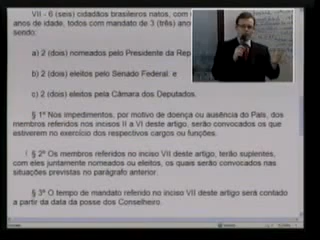 VII - 6 (seis) cidadãos brasileiros natos, com
anos de idade, todos com mandato de 3 (três)
sendo:
a) 2 (dois) nomeados pelo Presidente da Rep
b) 2 (dois) eleitos pelo Senado Federal: e
c) 2 (dois) eletos pela Câmara dos Deputados.
§ 1º Nos impedimentos, por motivo de doença ou ausência do País, dos
membros referidos nos incisos II a VI deste artigo, serão convocados os que
estiverem no exercício dos respectivos cargos ou funções.
§ 2º Os membros referidos no inciso VII deste artigo, terão suplentes,
com eles juntamente nomeados ou eleitos, os quais serão convocados nas
situações previstas no parágrafo anterior.
§ 3º O tempo de mandato referido no inciso VII deste artigo será contado
a partir da data da posse dos Conselheiro.